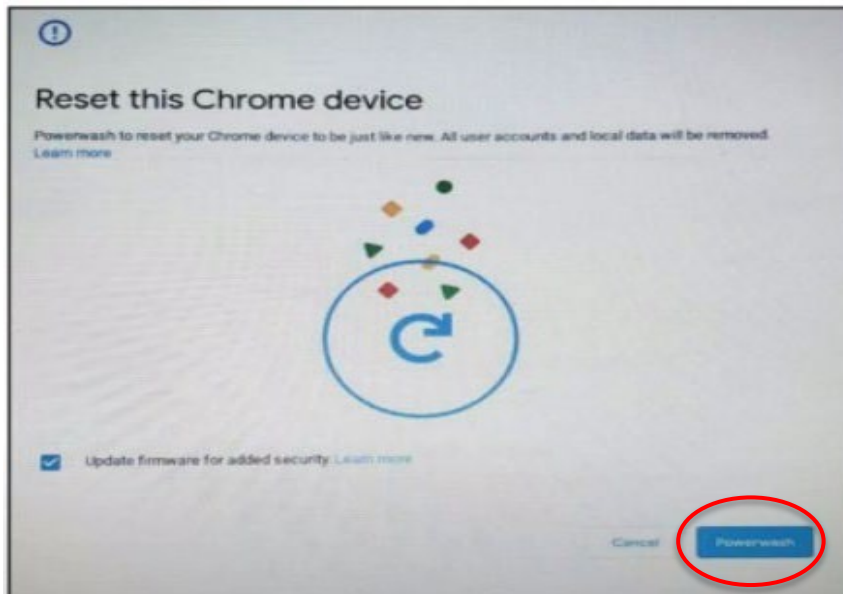 Reset this Chrome device
Powerwash to reset your Chrome device to be just like new. All user accounts and local data will be removed.
Learn more
Update firmware for added security. Learn more
Cancel
Powerwash